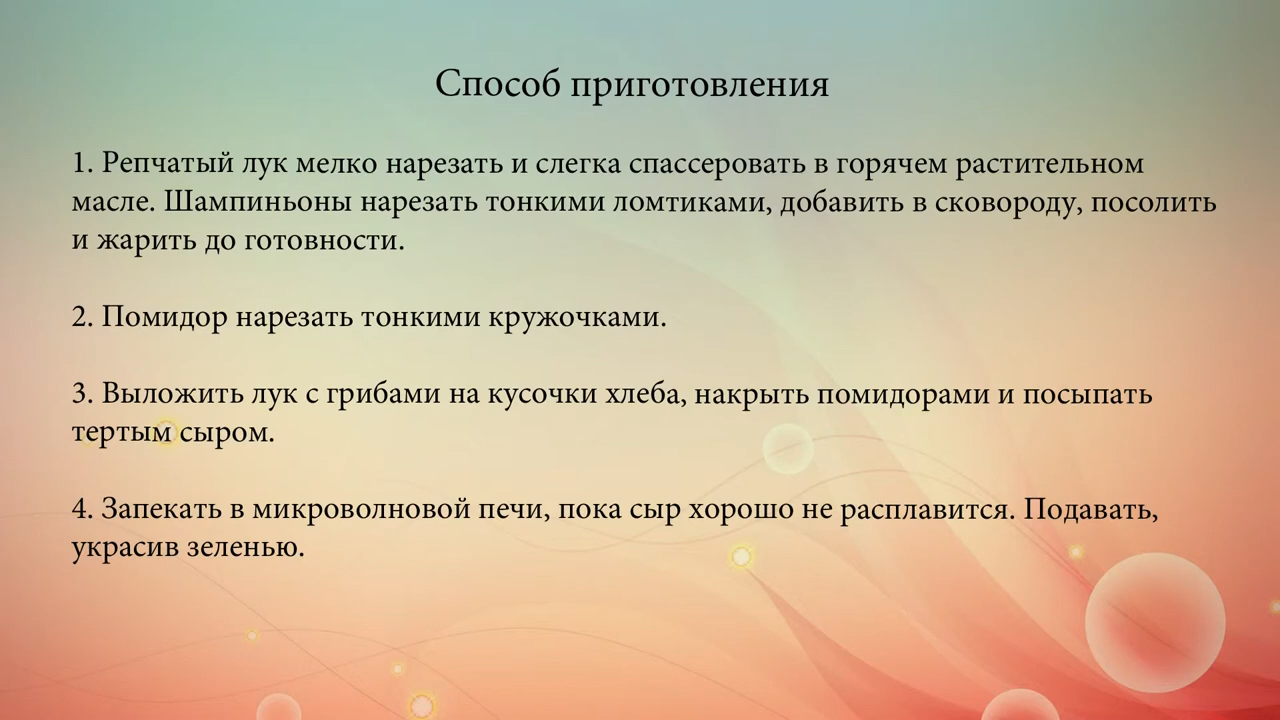 Способ приготовления
1. Репчатый лук мелко нарезать и слегка спассеровать в горячем растительном
масле. Шампиньоны нарезать тонкими ломтиками, добавить в сковороду, посолить
и жарить до готовности.
2. Помидор нарезать тонкими кружочками.
3. Выложить лук с грибами на кусочки хлеба, накрыть помидорами и посыпать
тертым сыром.
4. Запекать в микроволновой печи, пока сыр хорошо не расплавится. Подавать,
украсив зеленью.